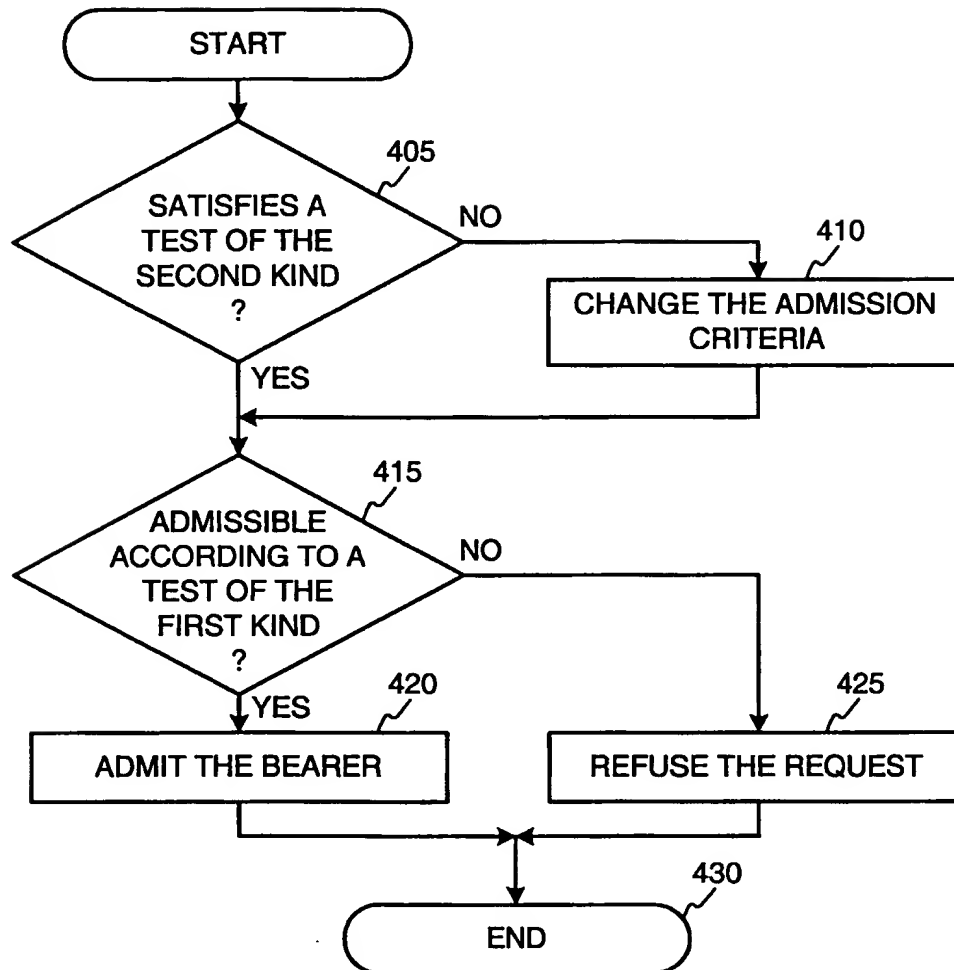 START
405
SATISFIES A
TEST OF THE
SECOND KIND
?
NO
410
CHANGE THE ADMISSION
CRITERIA
YES
415
ADMISSIBLE
ACCORDING TO A
TEST OF THE
FIRST KIND
?
NO
YES
420
ADMIT THE BEARER
425
REFUSE THE REQUEST
430
END